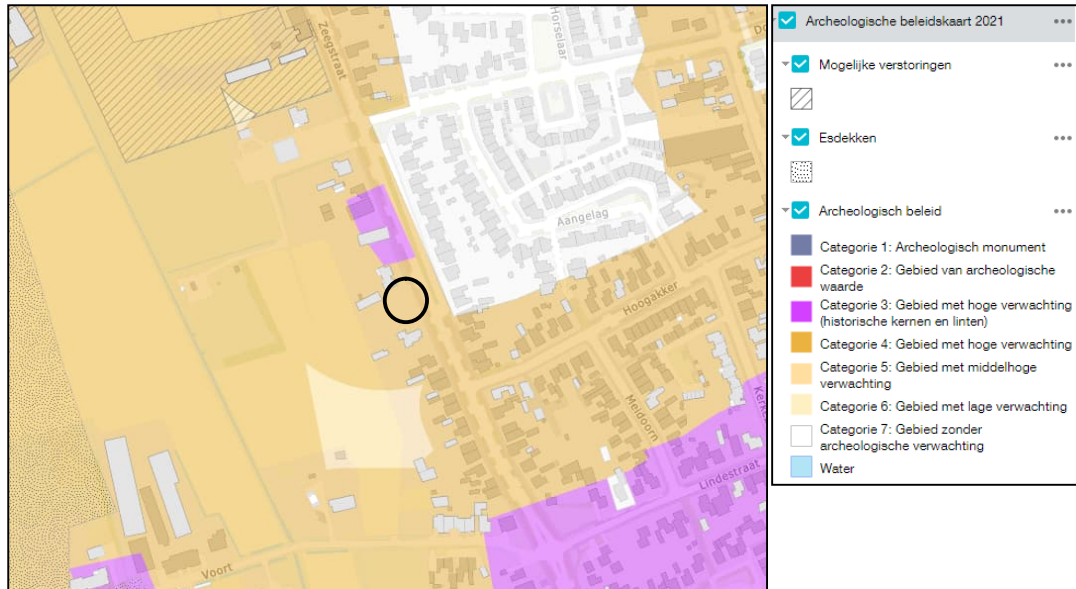 Zeegstraat
Horselaar
Aangelag
Hoogakker
Meidoorn
Lindestraat
Voort
Archeologische beleidskaart 2021
Mogelijke verstoringen
Esdekken
Archeologisch beleid
Categorie 1: Archeologisch monument
Categorie 2: Gebied van archeologische
waarde
Categorie 3: Gebied met hoge verwachting
(historische kernen en linten)
Categorie 4: Gebied met hoge verwachting
Categorie 5: Gebied met middelhoge
verwachting
Categorie 6: Gebied met lage verwachting
Categorie 7: Gebied zonder
archeologische verwachting
Water